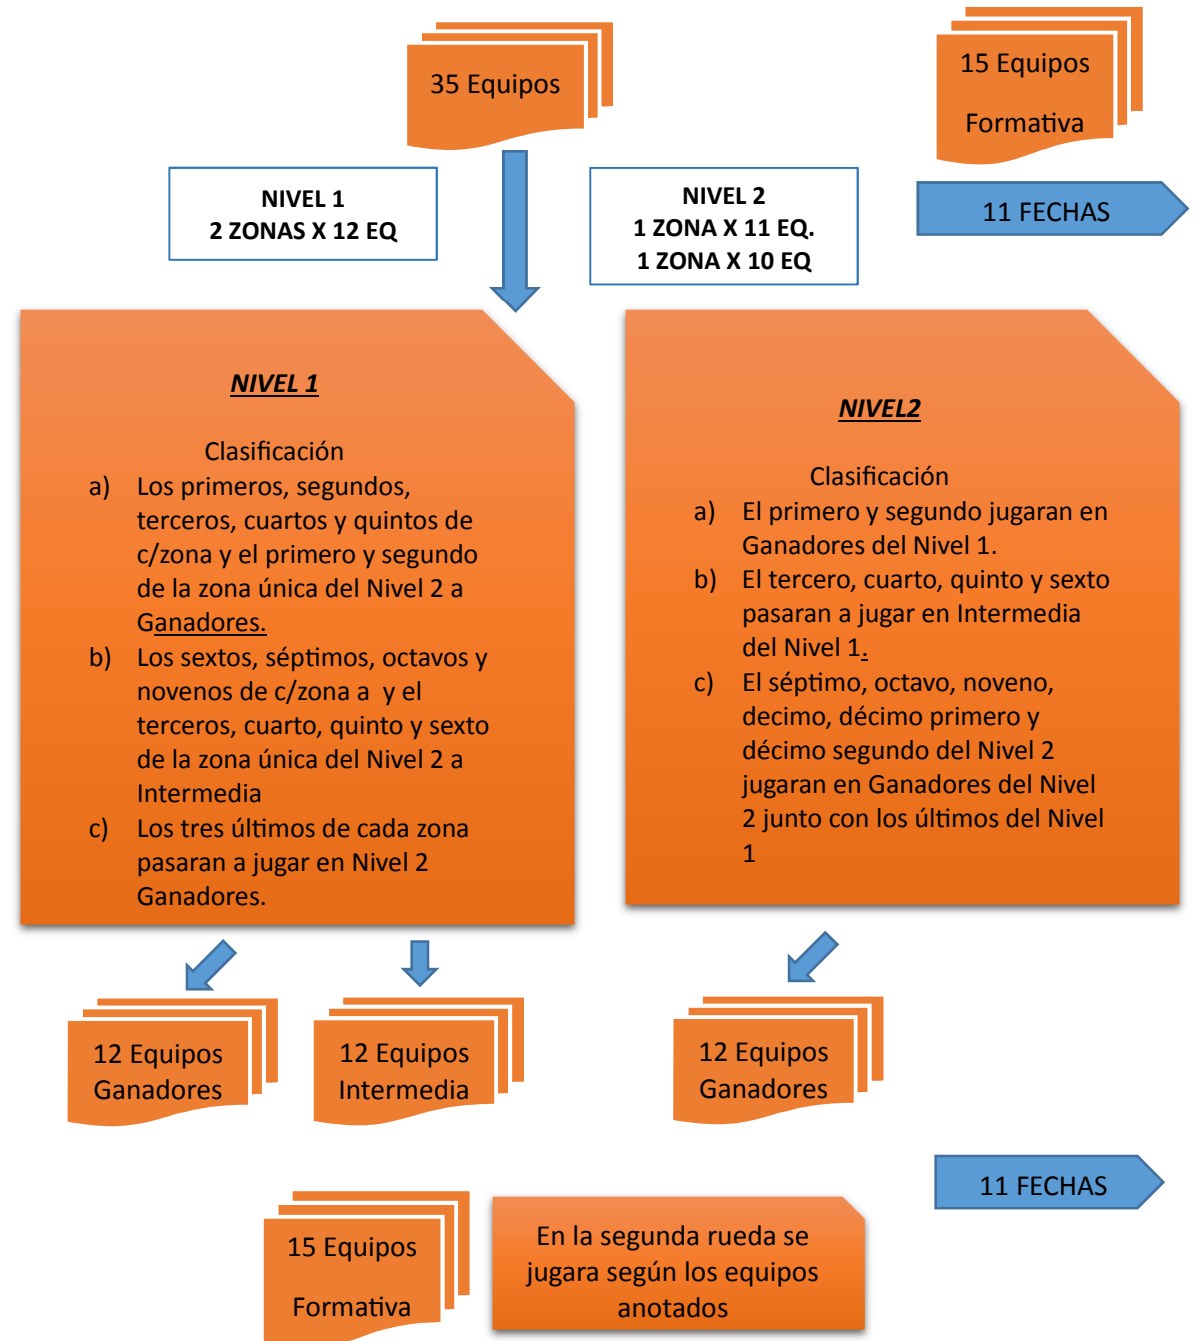 35 Equipos
15 Equipos
Formativa
NIVEL 1
2 ZONAS X 12 EQ
NIVEL 2
1 ZONA X 11 EQ.
1 ZONA X 10 EQ
11 FECHAS
NIVEL 1
Clasificación
a) Los primeros, segundos,
terceros, cuartos y quintos de
c/zona y el primero y segundo
de la zona única del Nivel 2 a
Ganadores.
b) Los sextos, séptimos, octavos y
novenos de c/zona a  y el
terceros, cuarto, quinto y sexto
de la zona única del Nivel 2 a
Intermedia
c) Los tres últimos de cada zona
pasaran a jugar en Nivel 2
Ganadores.
NIVEL2
Clasificación
a) El primero y segundo jugaran en
Ganadores del Nivel 1.
b) El tercero, cuarto, quinto y sexto
pasaran a jugar en Intermedia
del Nivel 1.
c) El séptimo, octavo, noveno,
decimo, décimo primero y
décimo segundo del Nivel 2
jugaran en Ganadores del Nivel
2 junto con los últimos del Nivel
1
12 Equipos
Ganadores
12 Equipos
Intermedia
12 Equipos
Ganadores
11 FECHAS
15 Equipos
Formativa
En la segunda rueda se
jugara según los equipos
anotados